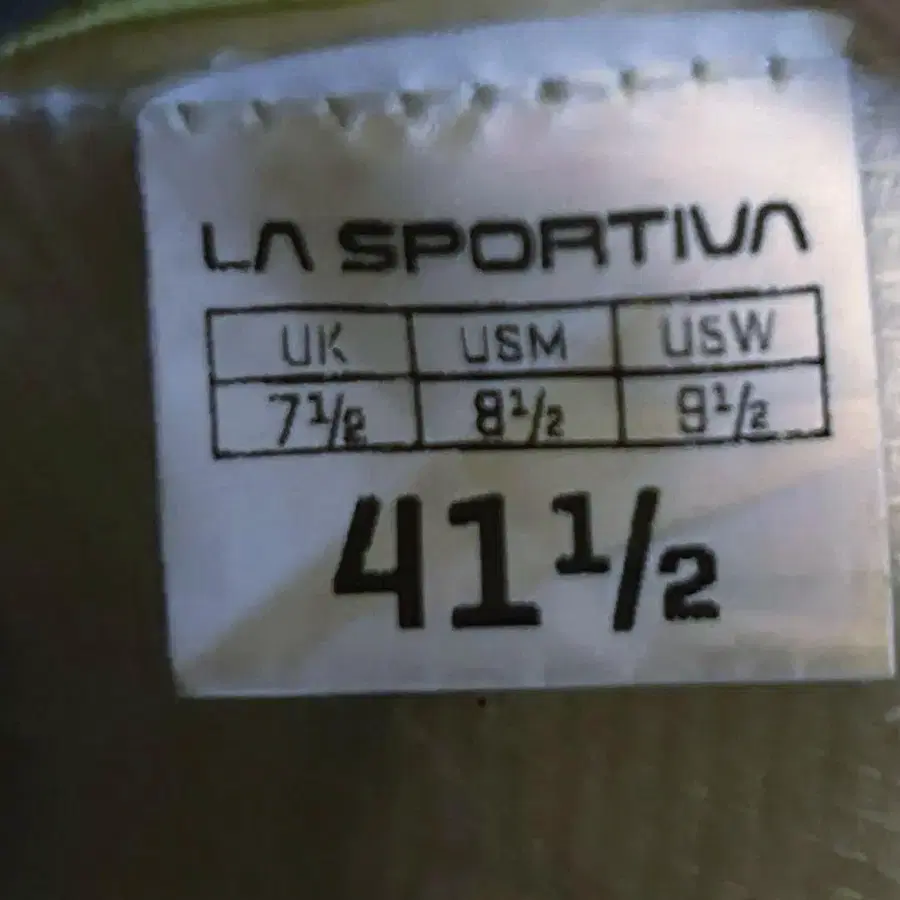 LA SPORTIVA
UK USM USW
7½ 8½ 9½
41½